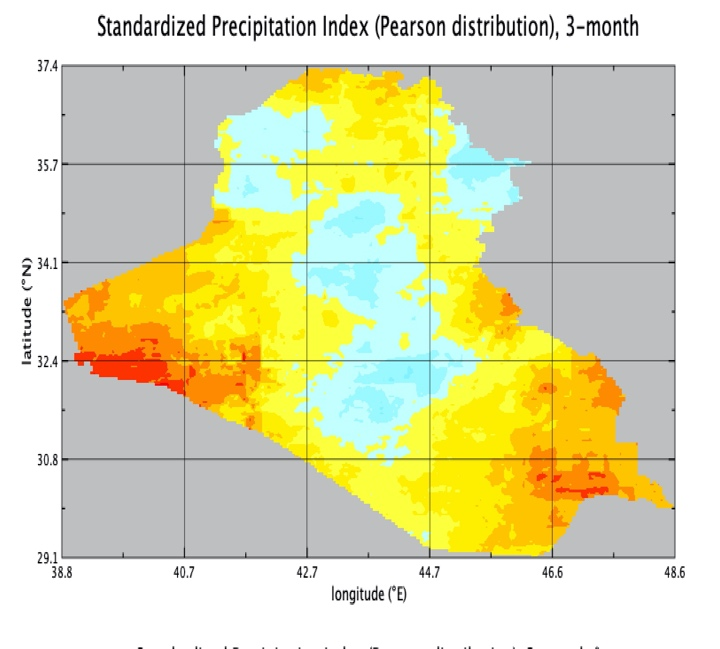 Standardized Precipitation Index (Pearson distribution), 3-month
37.4
35.7
34.1
latitude (°N)
32.4
30.8
29.1
38.8 40.7 42.7 44.7 46.6 48.6
longitude (°E)